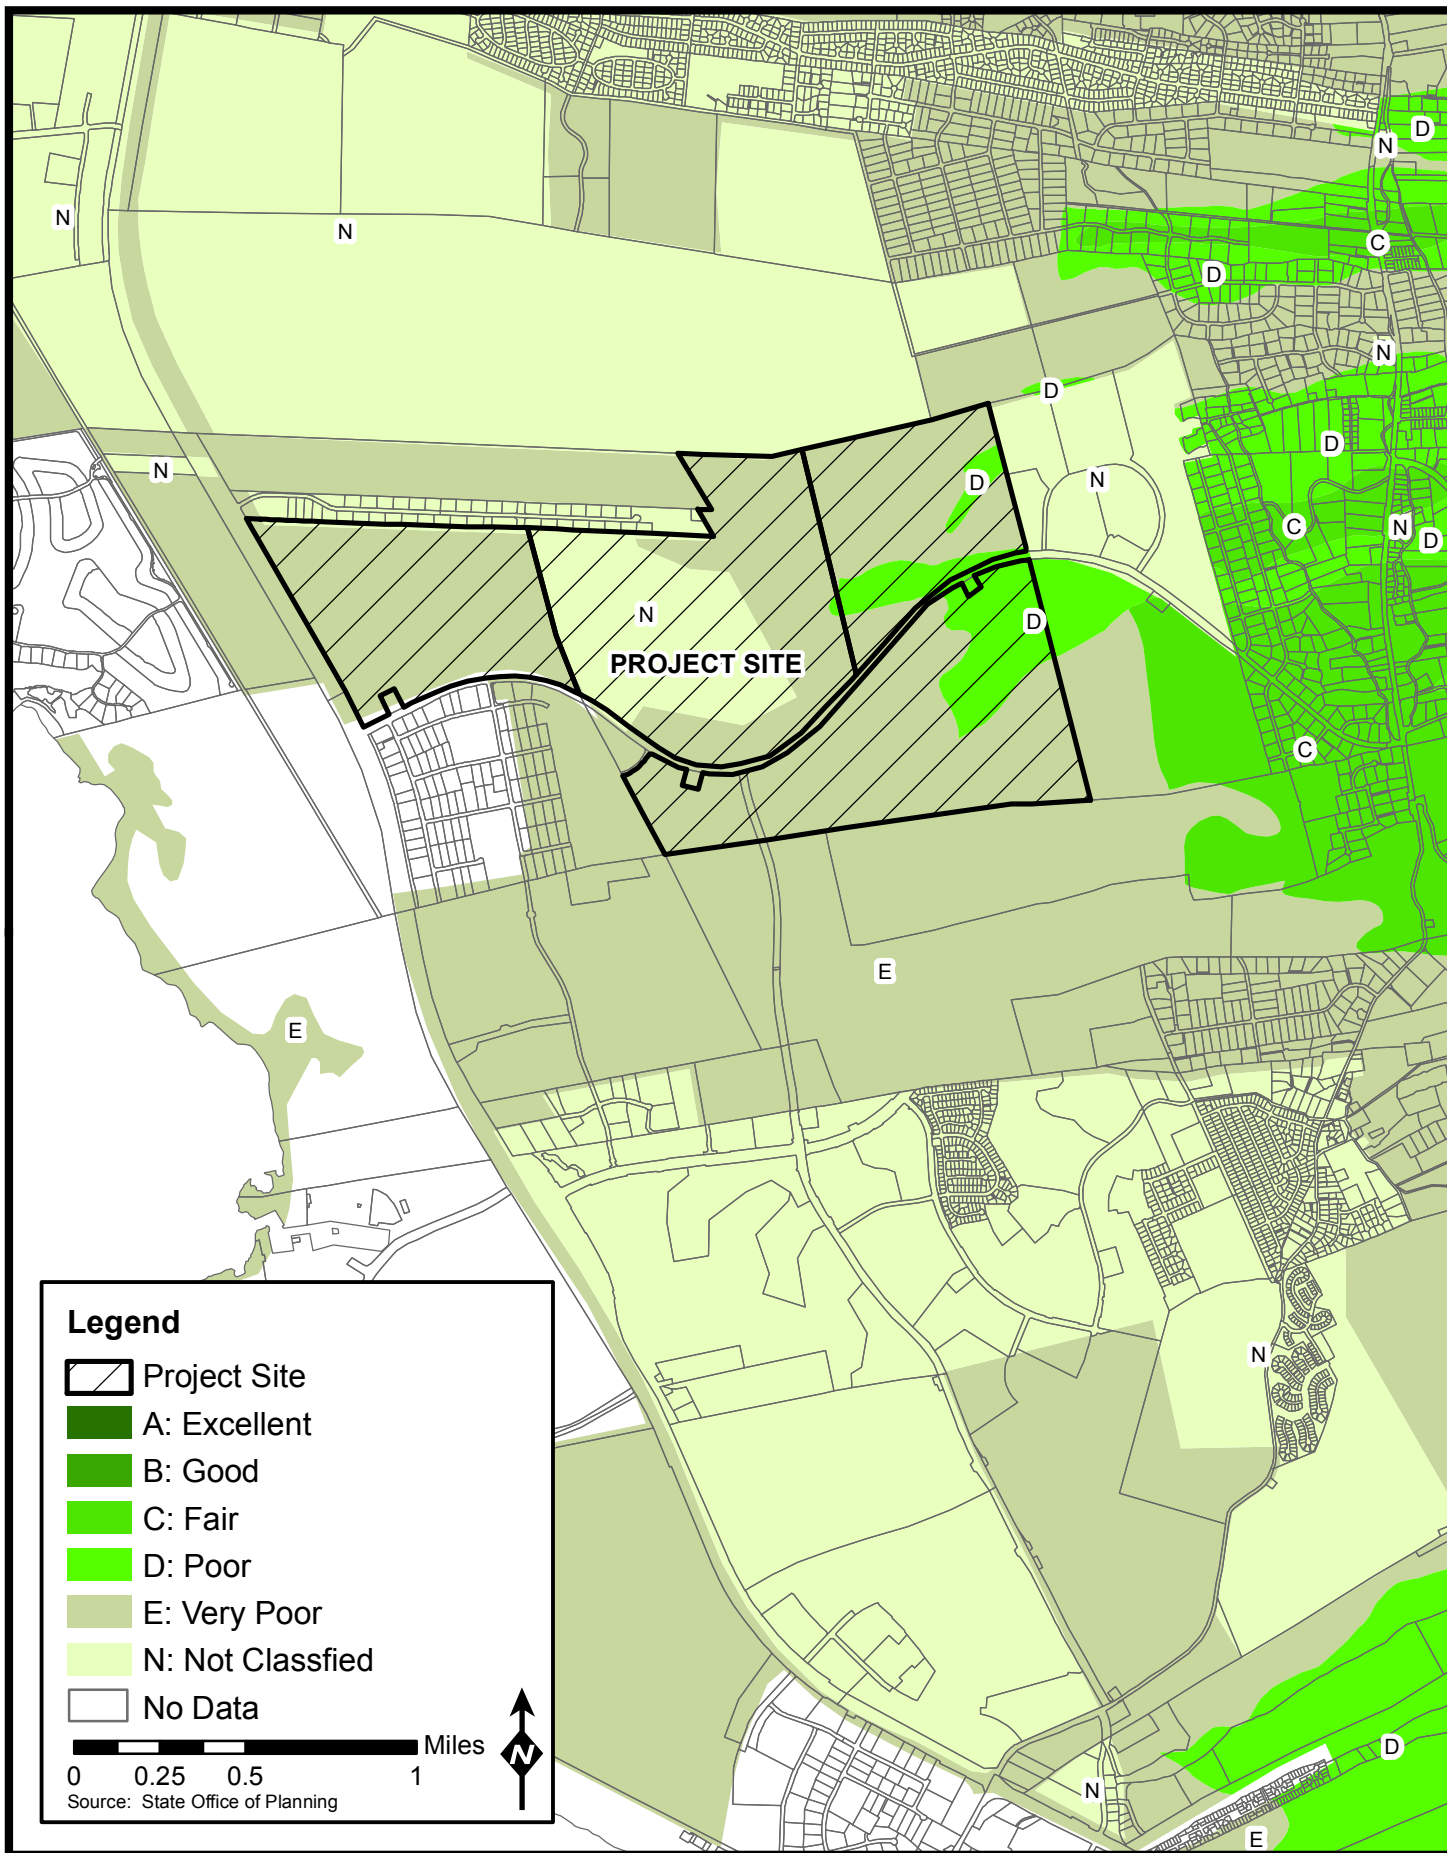 D
N
N
N
C
D
N
D
D
N
D
N
C
N
D
N
D
PROJECT SITE
C
E
E
N
D
N
E
Legend
Project Site
A: Excellent
B: Good
C: Fair
D: Poor
E: Very Poor
N: Not Classfied
No Data
Miles
N
0 0.25 0.5 1
Source: State Office of Planning